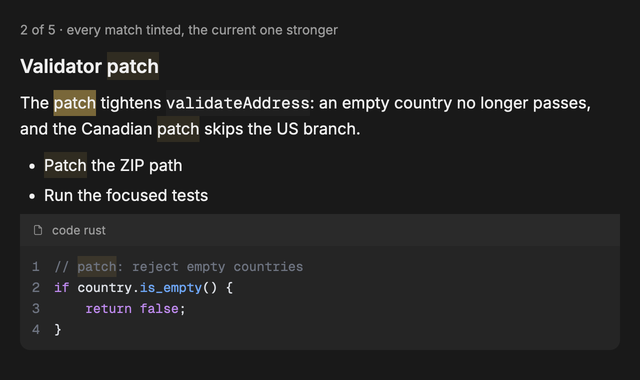 2 of 5 · every match tinted, the current one stronger
Validator patch
The patch tightens validateAddress: an empty country no longer passes,
and the Canadian patch skips the US branch.
• Patch the ZIP path
• Run the focused tests
code rust
1 // patch: reject empty countries
2 if country.is_empty() {
3     return false;
4 }